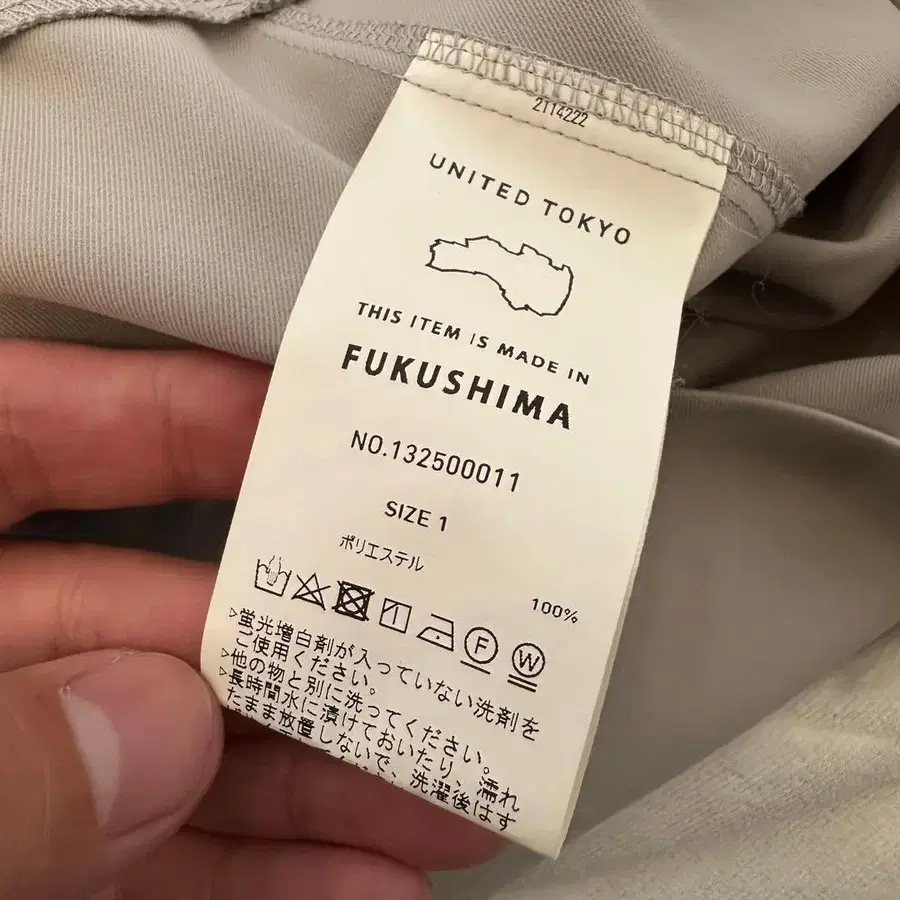 2114222
UNITED TOKYO
THIS ITEM IS MADE IN
FUKUSHIMA
NO.132500011
SIZE 1
ポリエステル
100%
F
W
▷蛍光増白剤が入っていない洗剤を
ご使用ください。
▷他の物と別に洗ってください。
▷長時間水に漬けておいたり、濡れ
たまま放置しないで、洗濯後はす